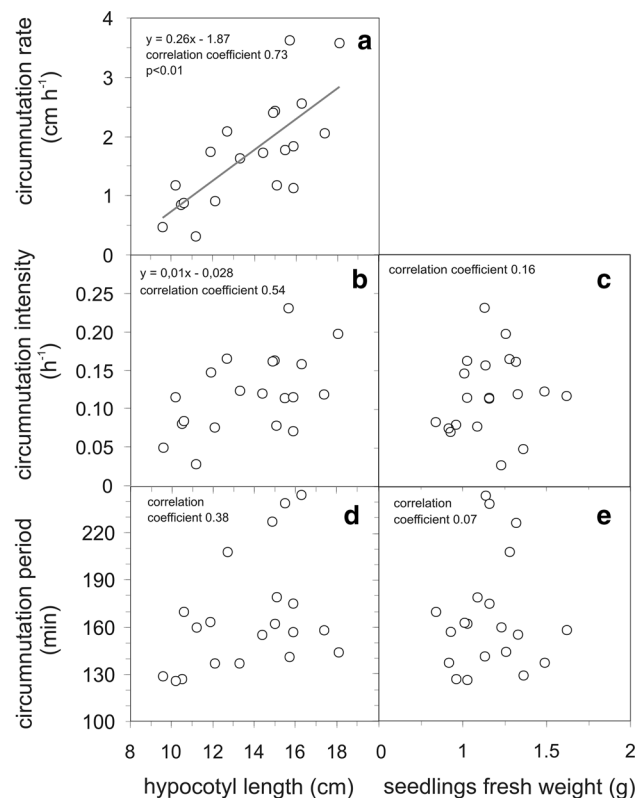 circumnutation rate
(cm h⁻¹)
4
3
2
1
0
y = 0.26x - 1.87
correlation coefficient 0.73
p<0.01
a
circumnutation intensity
(h⁻¹)
0.25
0.20
0.15
0.10
0.05
0
y = 0,01x - 0,028
correlation coefficient 0.54
b
correlation coefficient 0.16
c
circumnutation period
(min)
220
190
160
130
100
correlation
coefficient 0.38
d
correlation
coefficient 0.07
e
8 10 12 14 16 18
0 1 1.5 2
hypocotyl length (cm)
seedlings fresh weight (g)